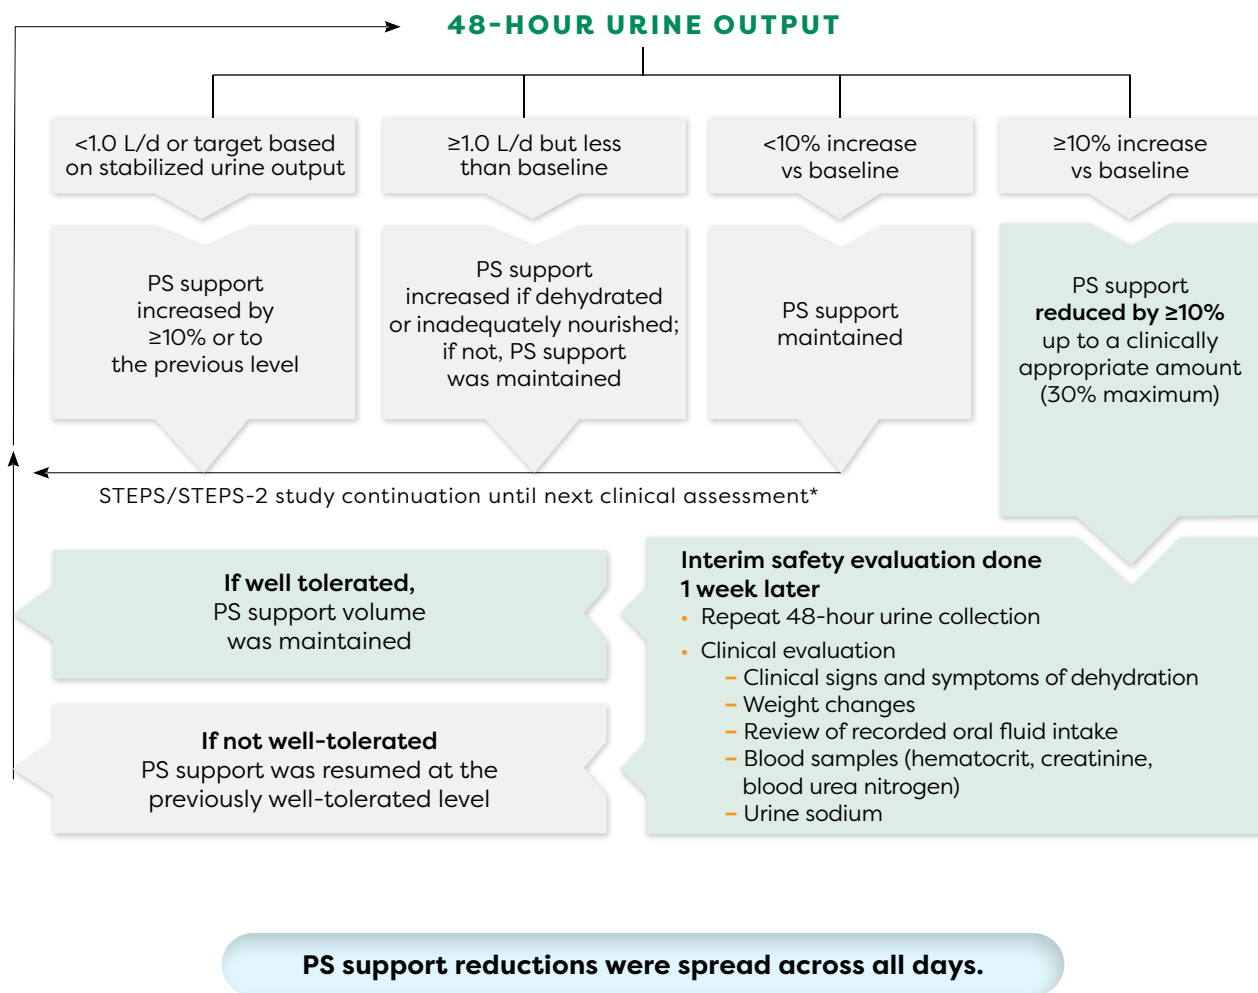 48-HOUR URINE OUTPUT
<1.0 L/d or target based
on stabilized urine output
≥1.0 L/d but less
than baseline
<10% increase
vs baseline
≥10% increase
vs baseline
PS support
increased by
≥10% or to
the previous level
PS support
increased if dehydrated
or inadequately nourished;
if not, PS support
was maintained
PS support
maintained
PS support
reduced by ≥10%
up to a clinically
appropriate amount
(30% maximum)
STEPS/STEPS-2 study continuation until next clinical assessment*
Interim safety evaluation done
1 week later
• Repeat 48-hour urine collection
• Clinical evaluation
– Clinical signs and symptoms of dehydration
– Weight changes
– Review of recorded oral fluid intake
– Blood samples (hematocrit, creatinine,
blood urea nitrogen)
– Urine sodium
If well tolerated,
PS support volume
was maintained
If not well-tolerated
PS support was resumed at the
previously well-tolerated level
PS support reductions were spread across all days.